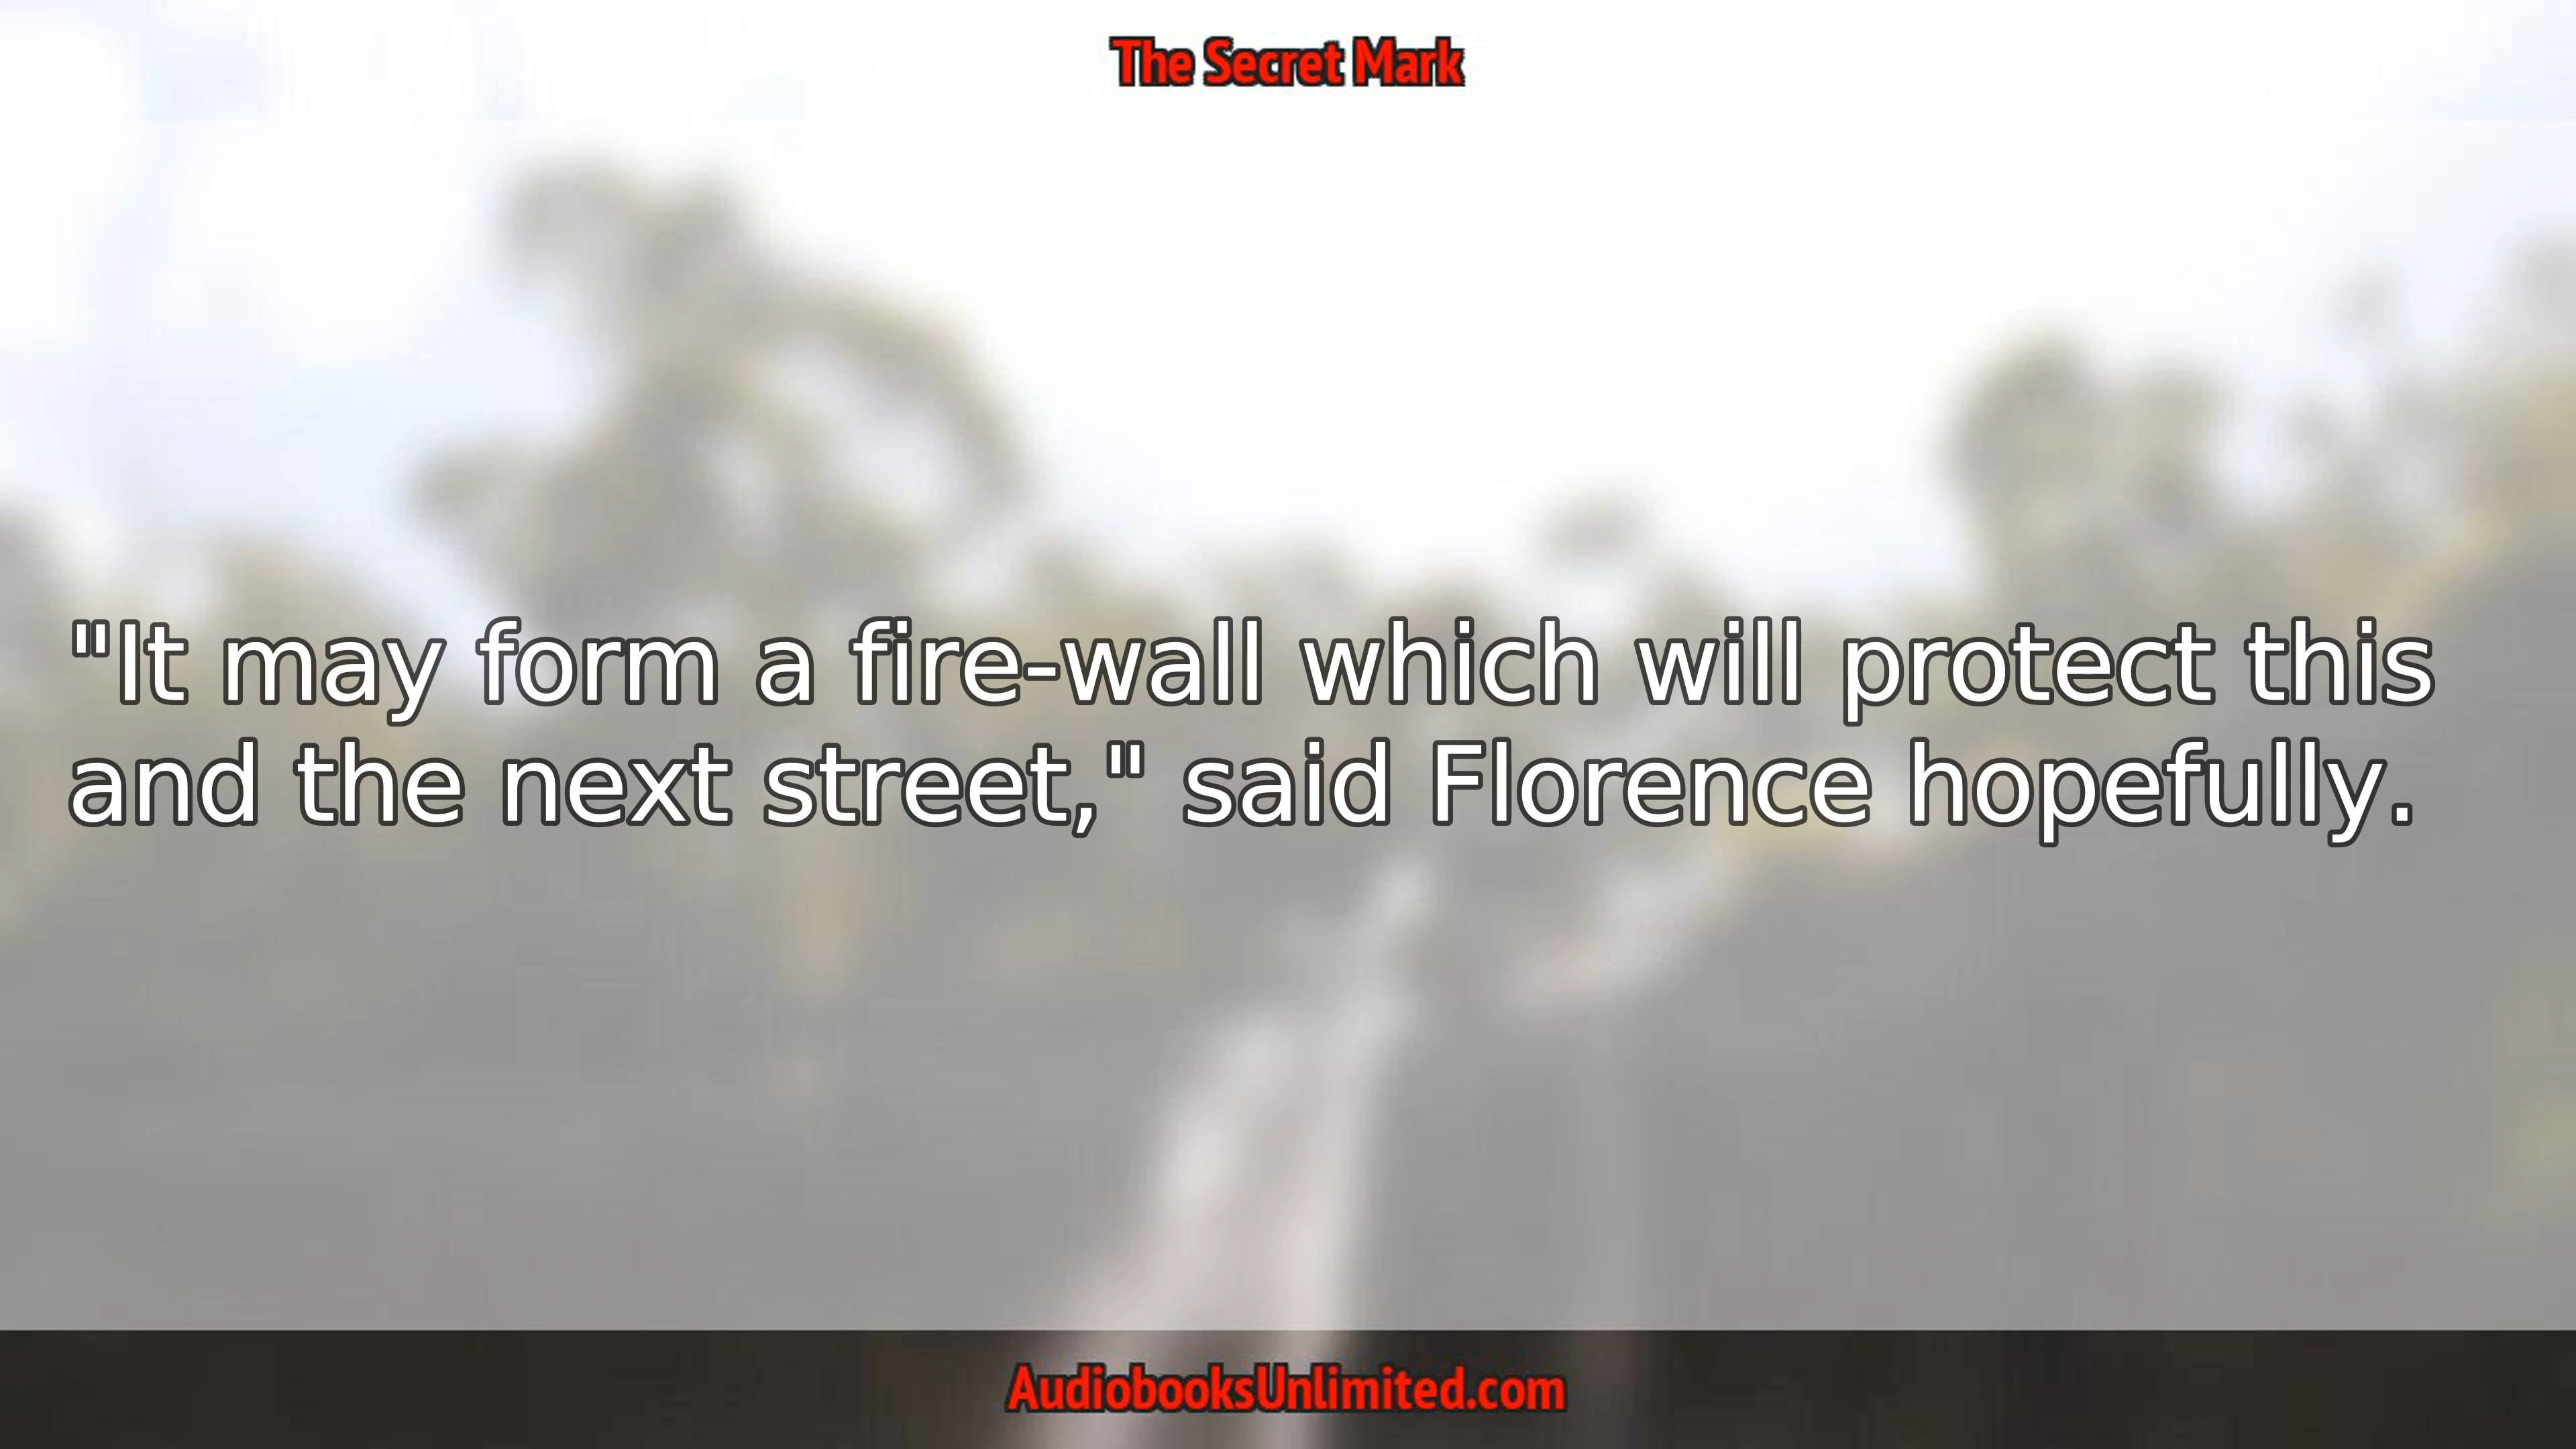 The Secret Mark
"It may form a fire-wall which will protect this
and the next street," said Florence hopefully.
AudiobooksUnlimited.com